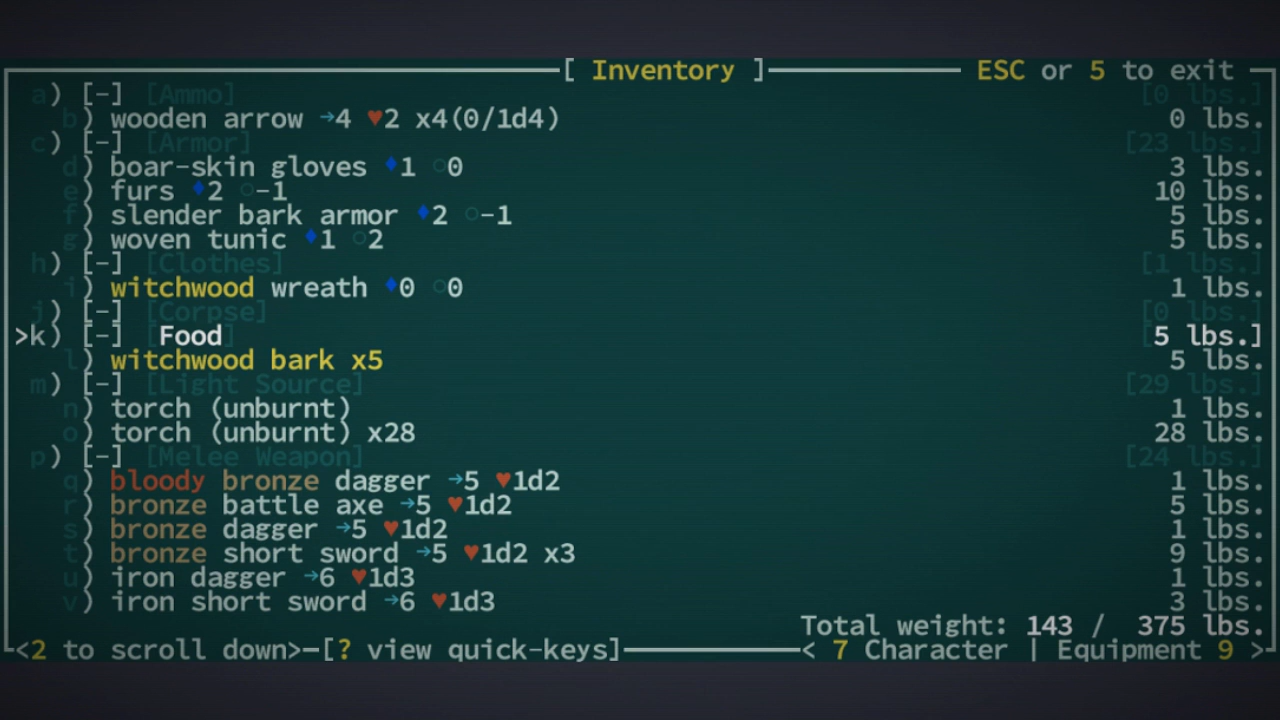 [ Inventory ] ESC or 5 to exit
a) [-] [Ammo] [0 lbs.]
b) wooden arrow →4 ♥2 x4(0/1d4) 0 lbs.
c) [-] [Armor] [23 lbs.]
d) boar-skin gloves ♦1 ○0 3 lbs.
e) furs ♦2 ○-1 10 lbs.
f) slender bark armor ♦2 ○-1 5 lbs.
g) woven tunic ♦1 ○2 5 lbs.
h) [-] [Clothes] [1 lbs.]
i) witchwood wreath ♦0 ○0 1 lbs.
j) [-] [Corpse] [0 lbs.]
>k) [-] [Food] [5 lbs.]
l) witchwood bark x5 5 lbs.
m) [-] [Light Source] [29 lbs.]
n) torch (unburnt) 1 lbs.
o) torch (unburnt) x28 28 lbs.
p) [-] [Melee Weapon] [24 lbs.]
q) bloody bronze dagger →5 ♥1d2 1 lbs.
r) bronze battle axe →5 ♥1d2 5 lbs.
s) bronze dagger →5 ♥1d2 1 lbs.
t) bronze short sword →5 ♥1d2 x3 9 lbs.
u) iron dagger →6 ♥1d3 1 lbs.
v) iron short sword →6 ♥1d3 3 lbs.
Total weight: 143 / 375 lbs.
<2 to scroll down> [? view quick-keys] < 7 Character | Equipment 9 >